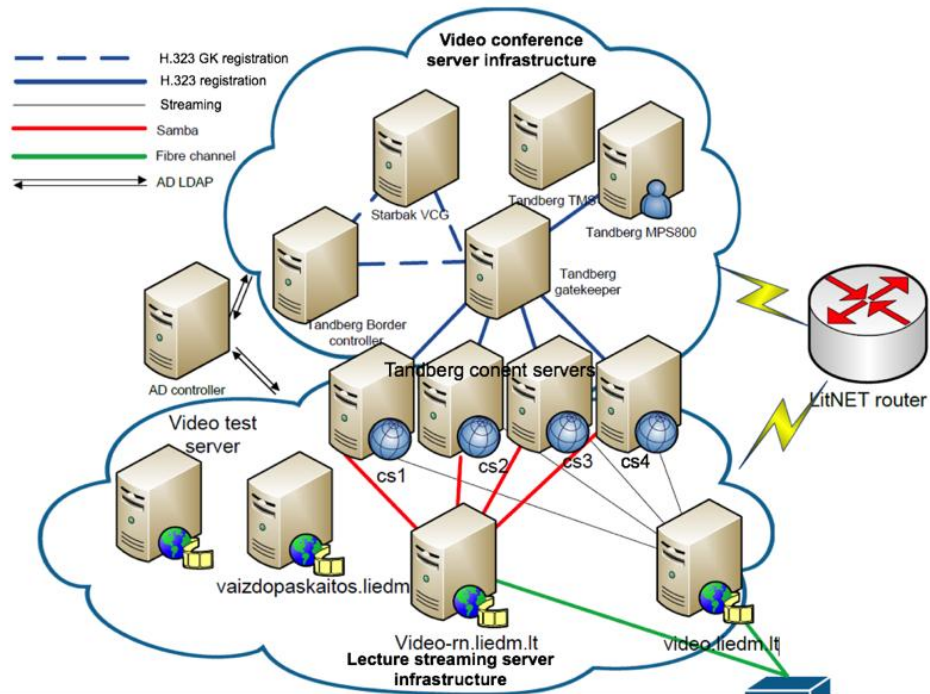 Video conference
server infrastructure
H.323 GK registration
H.323 registration
Streaming
Samba
Fibre channel
AD LDAP
Starbak VCG
Tandberg TMS
Tandberg MPS800
Tandberg
gatekeeper
Tandberg Border
controller
AD controller
Tandberg conent servers
LitNET router
Video test
server
cs1
cs2
cs3
cs4
vaizdopaskaitos.liedm
Video-rn.liedm.lt
video.liedm.lt
Lecture streaming server
infrastructure